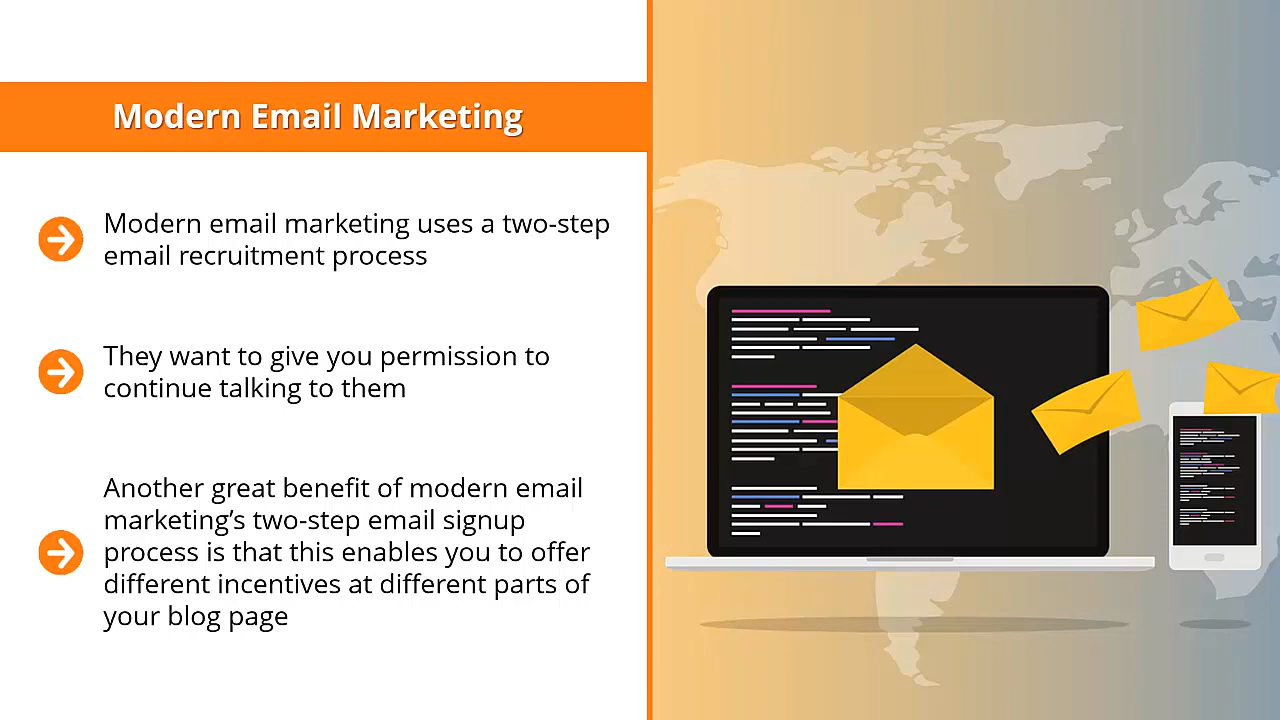 Modern Email Marketing
Modern email marketing uses a two-step
email recruitment process
They want to give you permission to
continue talking to them
Another great benefit of modern email
marketing’s two-step email signup
process is that this enables you to offer
different incentives at different parts of
your blog page